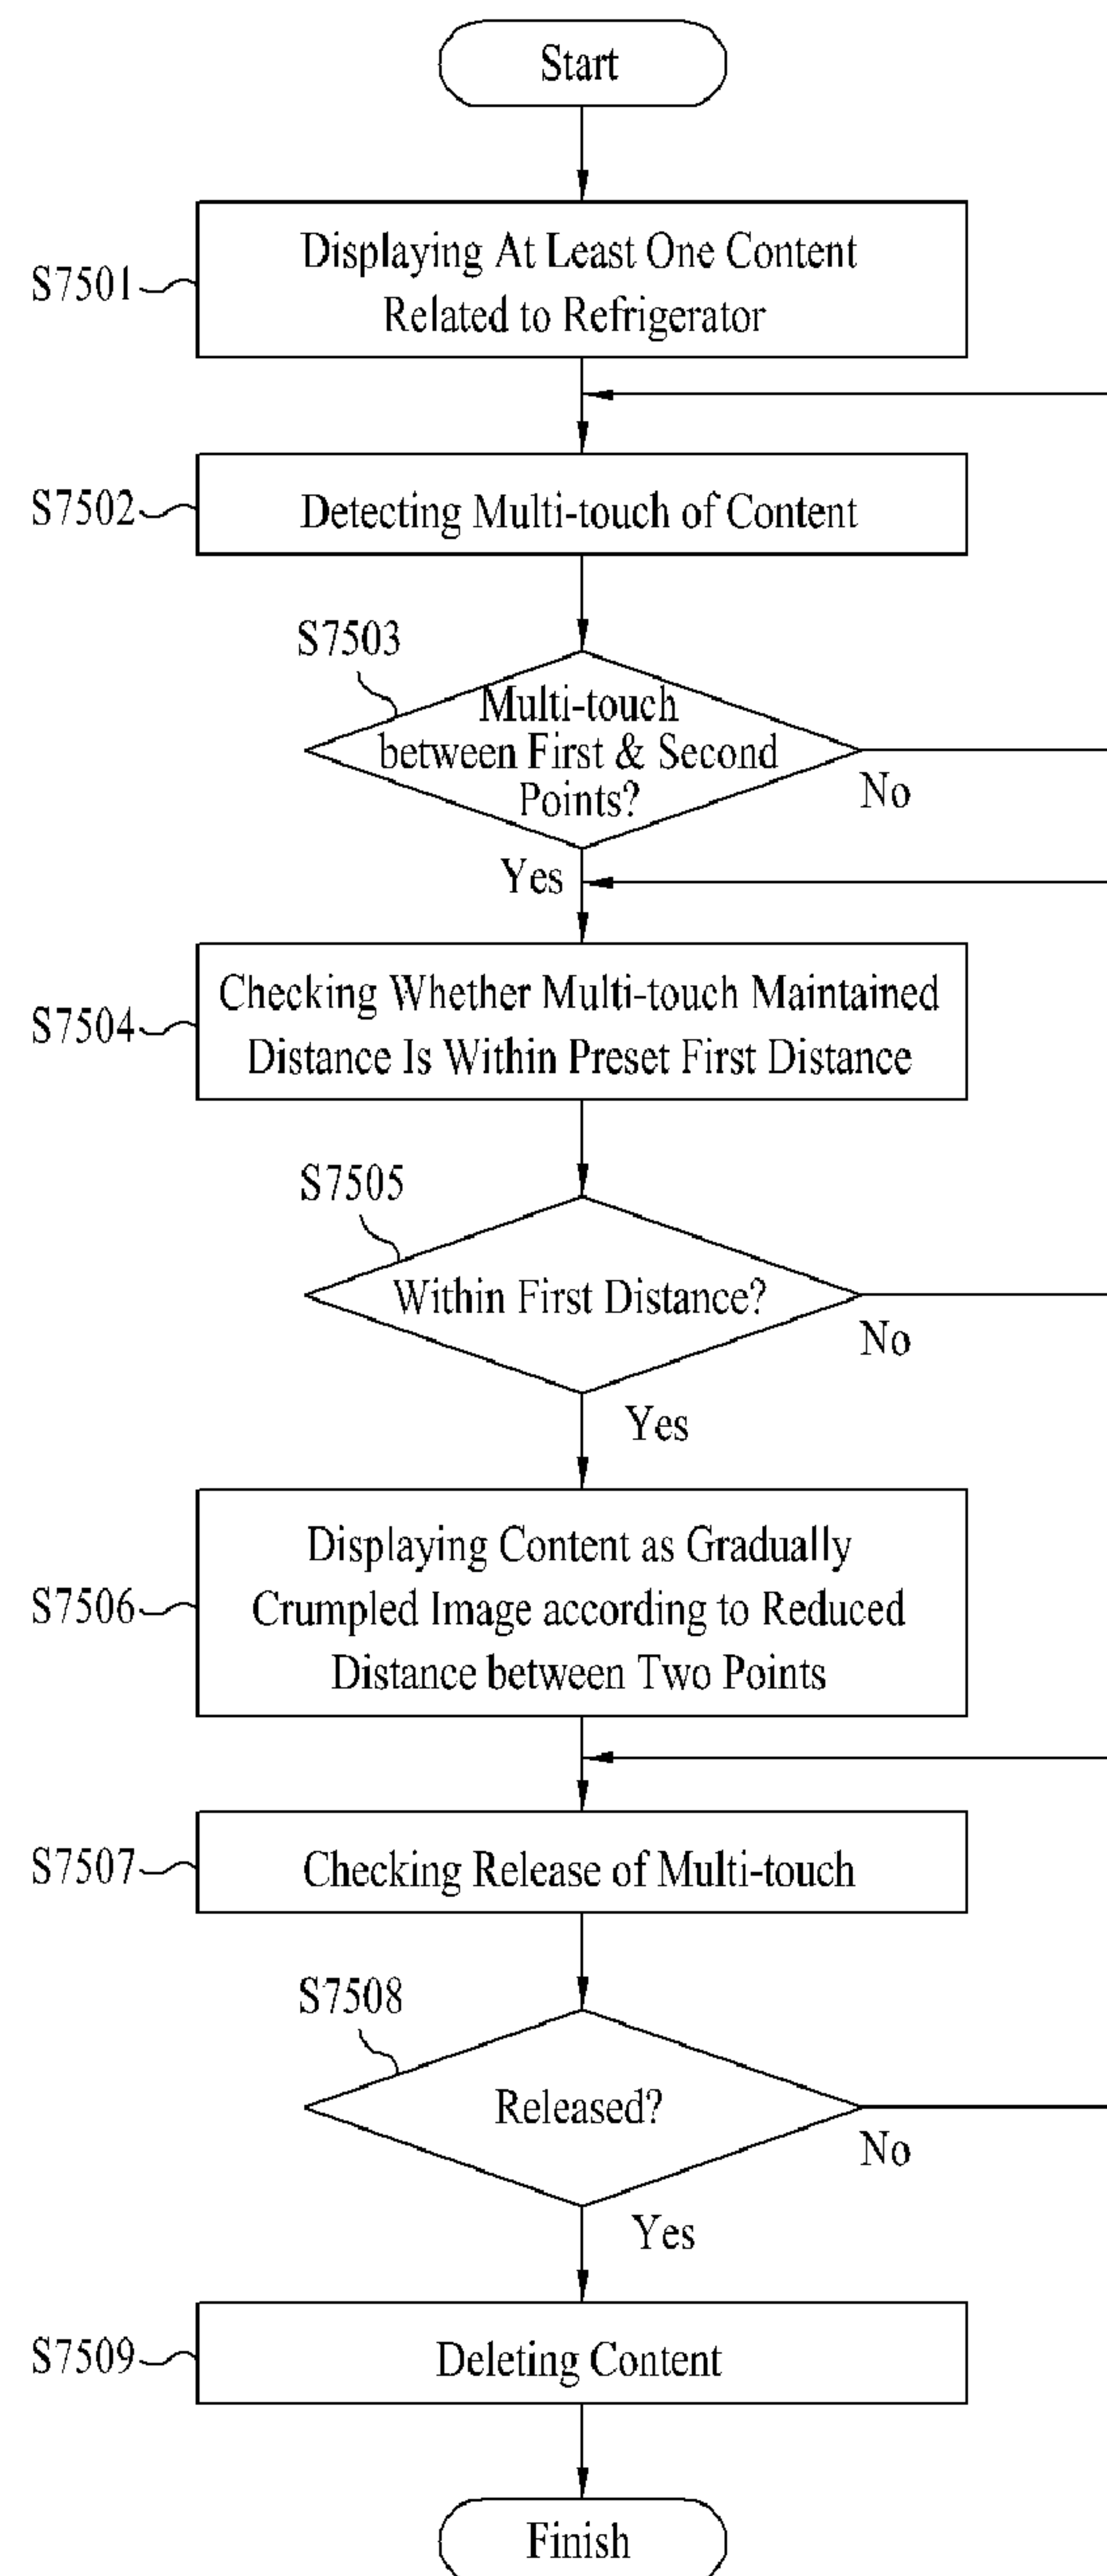 Start
S7501
Displaying At Least One Content
Related to Refrigerator
S7502
Detecting Multi-touch of Content
S7503
Multi-touch
between First & Second
Points?
No
Yes
S7504
Checking Whether Multi-touch Maintained
Distance Is Within Preset First Distance
S7505
Within First Distance?
No
Yes
S7506
Displaying Content as Gradually
Crumpled Image according to Reduced
Distance between Two Points
S7507
Checking Release of Multi-touch
S7508
Released?
No
Yes
S7509
Deleting Content
Finish